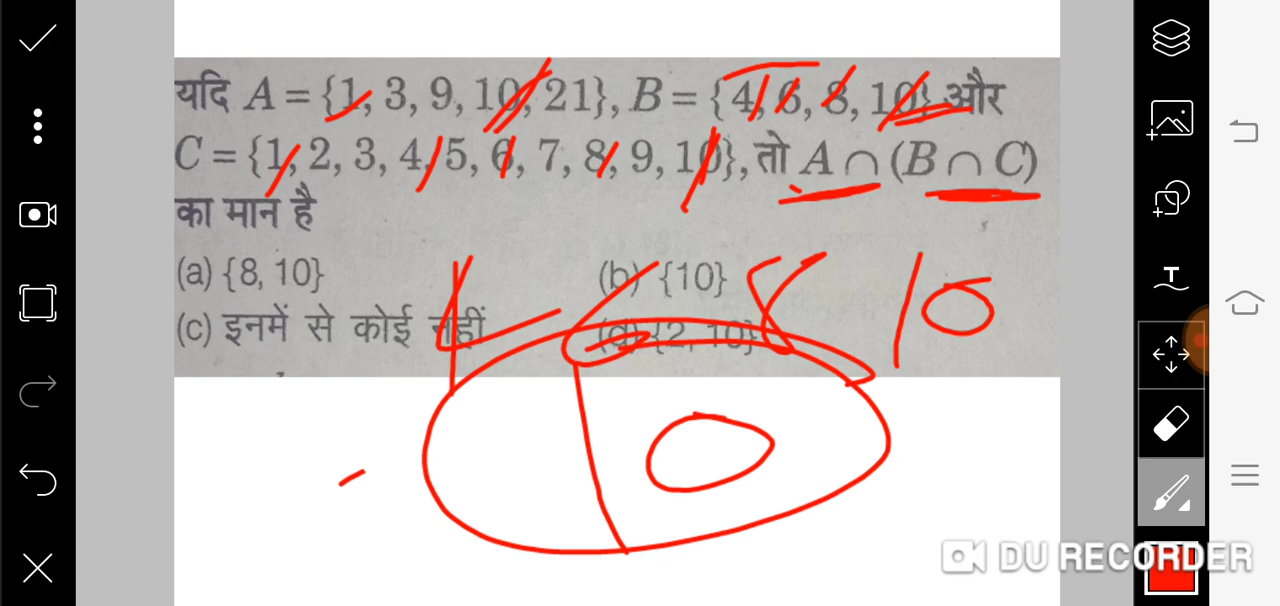 यदि A = {1, 3, 9, 10, 21}, B = {4, 6, 8, 10} और
C = {1, 2, 3, 4, 5, 6, 7, 8, 9, 10}, तो A ∩ (B ∩ C)
का मान है
(a) {8, 10} (b) {10}
(c) इनमें से कोई नहीं (d) {2, 10}
4 6 8 10
10
T
DU RECORDER